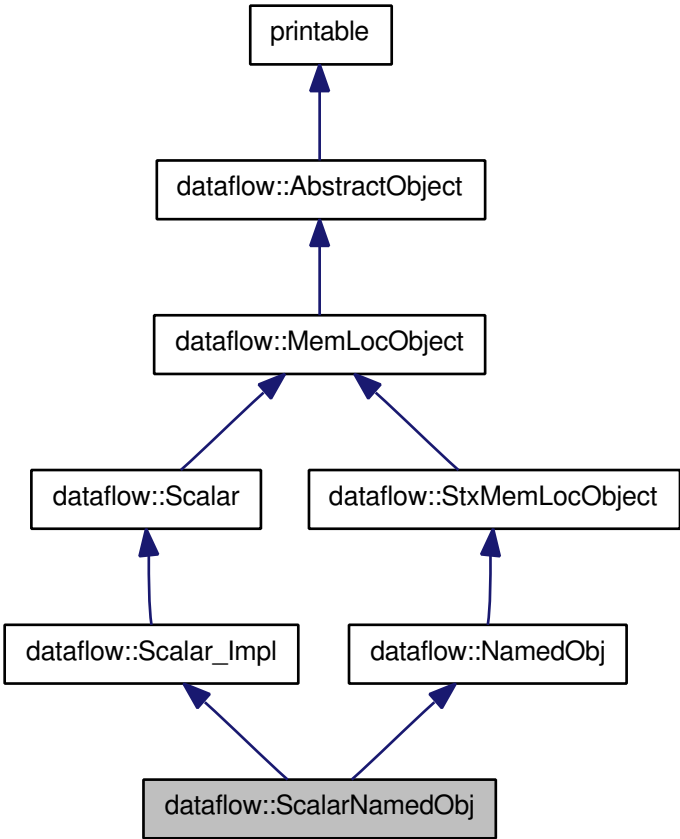 printable
dataflow::AbstractObject
dataflow::MemLocObject
dataflow::Scalar
dataflow::StxMemLocObject
dataflow::Scalar_Impl
dataflow::NamedObj
dataflow::ScalarNamedObj